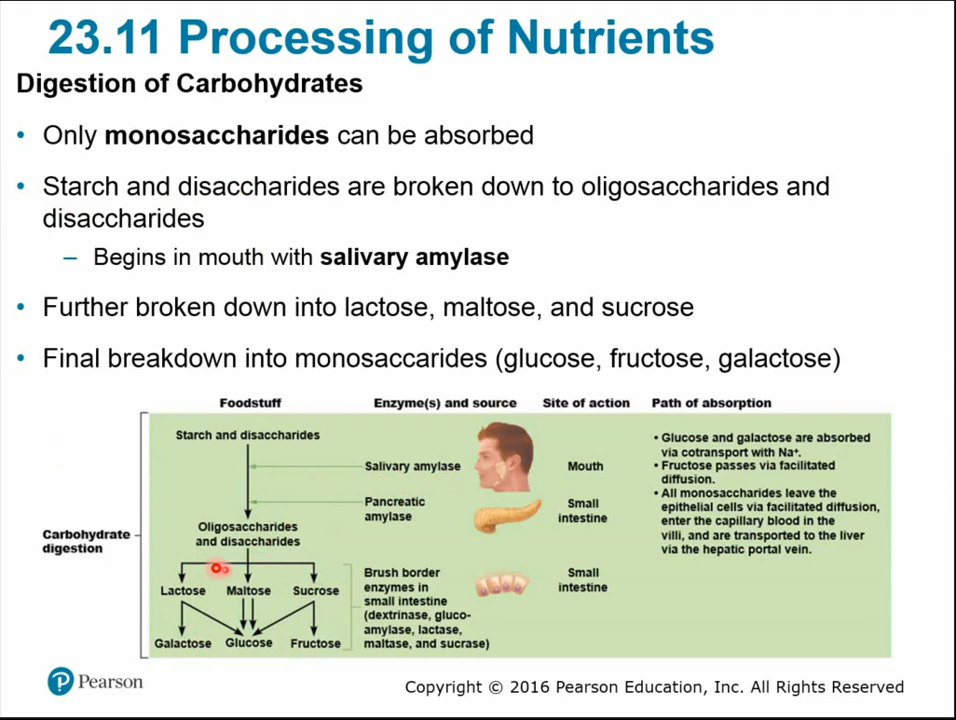 23.11 Processing of Nutrients
Digestion of Carbohydrates
• Only monosaccharides can be absorbed
• Starch and disaccharides are broken down to oligosaccharides and
disaccharides
– Begins in mouth with salivary amylase
• Further broken down into lactose, maltose, and sucrose
• Final breakdown into monosaccarides (glucose, fructose, galactose)
Foodstuff
Enzyme(s) and source
Site of action
Path of absorption
Carbohydrate
digestion
Starch and disaccharides
Salivary amylase
Mouth
Pancreatic
amylase
Small
intestine
Oligosaccharides
and disaccharides
Lactose
Maltose
Sucrose
Galactose
Glucose
Fructose
Brush border
enzymes in
small intestine
(dextrinase, gluco-
amylase, lactase,
maltase, and sucrase)
Small
intestine
• Glucose and galactose are absorbed
via cotransport with Na⁺.
• Fructose passes via facilitated
diffusion.
• All monosaccharides leave the
epithelial cells via facilitated diffusion,
enter the capillary blood in the
villi, and are transported to the liver
via the hepatic portal vein.
Pearson
Copyright © 2016 Pearson Education, Inc. All Rights Reserved